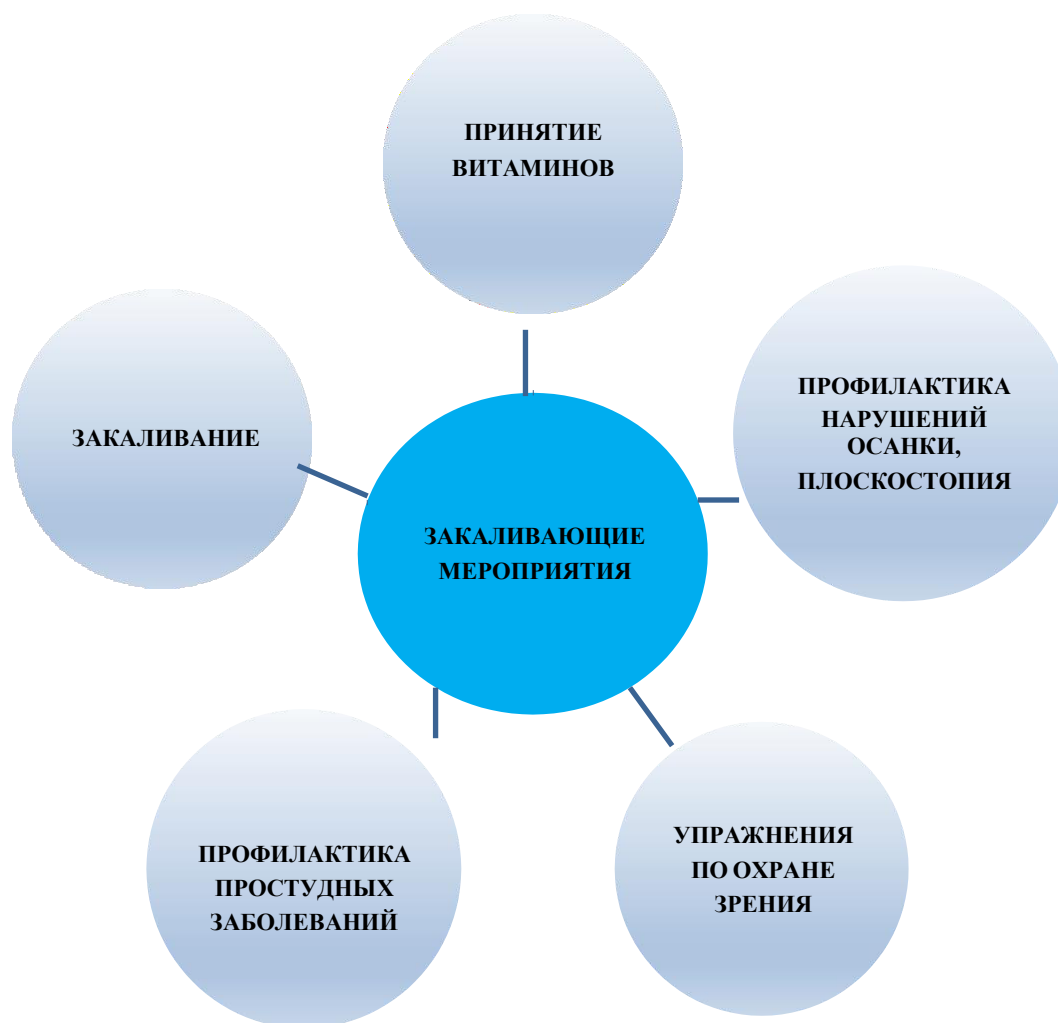 ПРИНЯТИЕ
ВИТАМИНОВ
ПРОФИЛАКТИКА
НАРУШЕНИЙ
ОСАНКИ,
ПЛОСКОСТОПИЯ
ЗАКАЛИВАНИЕ
ЗАКАЛИВАЮЩИЕ
МЕРОПРИЯТИЯ
ПРОФИЛАКТИКА
ПРОСТУДНЫХ
ЗАБОЛЕВАНИЙ
УПРАЖНЕНИЯ
ПО ОХРАНЕ
ЗРЕНИЯ